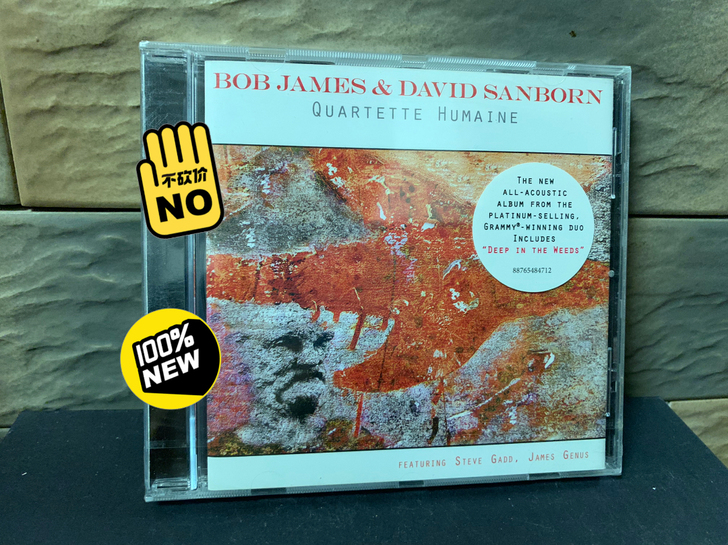 BOB JAMES & DAVID SANBORN
QUARTETTE HUMAINE
不砍价
NO
THE NEW
ALL-ACOUSTIC
ALBUM FROM THE
PLATINUM-SELLING,
GRAMMY®-WINNING DUO
INCLUDES
"DEEP IN THE WEEDS"
88765484712
100%
NEW
FEATURING STEVE GADD, JAMES GENUS